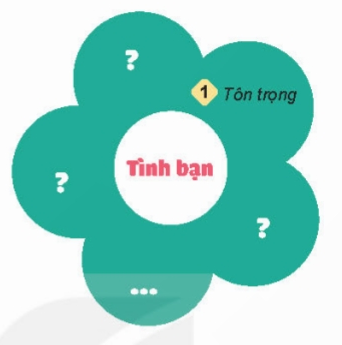 ?
1 Tôn trọng
?
Tình bạn
?
...